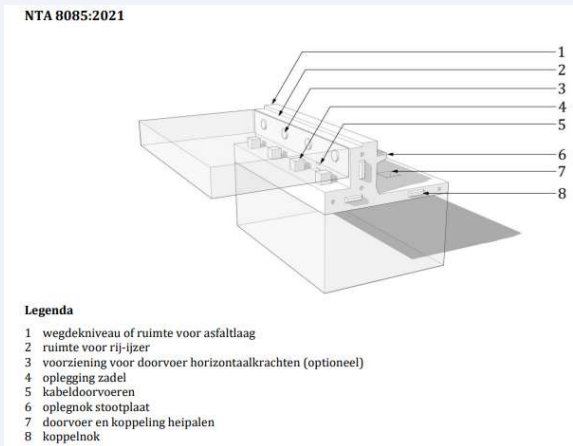 NTA 8085:2021
1
2
3
4
5
6
7
8
Legenda
1 wegdekniveau of ruimte voor asfaltlaag
2 ruimte voor rij-ijzer
3 voorziening voor doorvoer horizontaalkrachten (optioneel)
4 oplegging zadel
5 kabeldoorvoeren
6 oplegnok stootplaat
7 doorvoer en koppeling heipalen
8 koppelnok